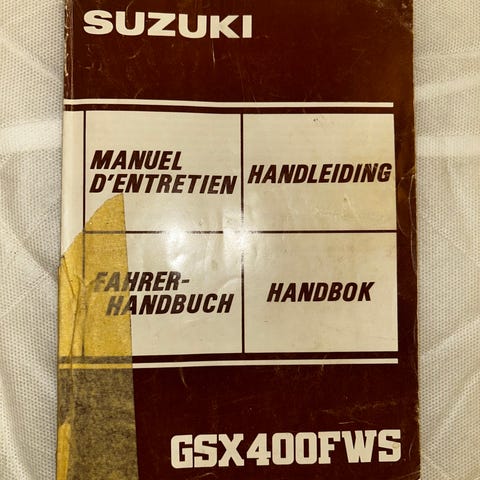 SUZUKI
MANUEL
D'ENTRETIEN
HANDLEIDING
FAHRER-
HANDBUCH
HANDBOK
GSX400FWS